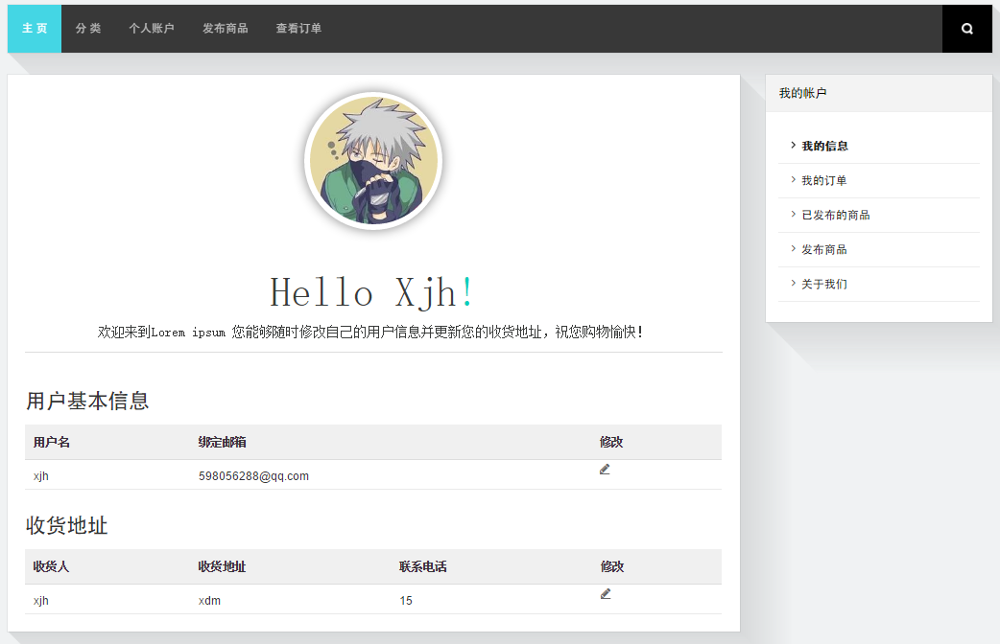 主 页 分 类 个人账户 发布商品 查看订单
Hello Xjh!
欢迎来到Lorem ipsum 您能够随时修改自己的用户信息并更新您的收货地址，祝您购物愉快！
用户基本信息
用户名 绑定邮箱 修改
xjh 598056288@qq.com
收货地址
收货人 收货地址 联系电话 修改
xjh xdm 15
我的帐户
我的信息
我的订单
已发布的商品
发布商品
关于我们